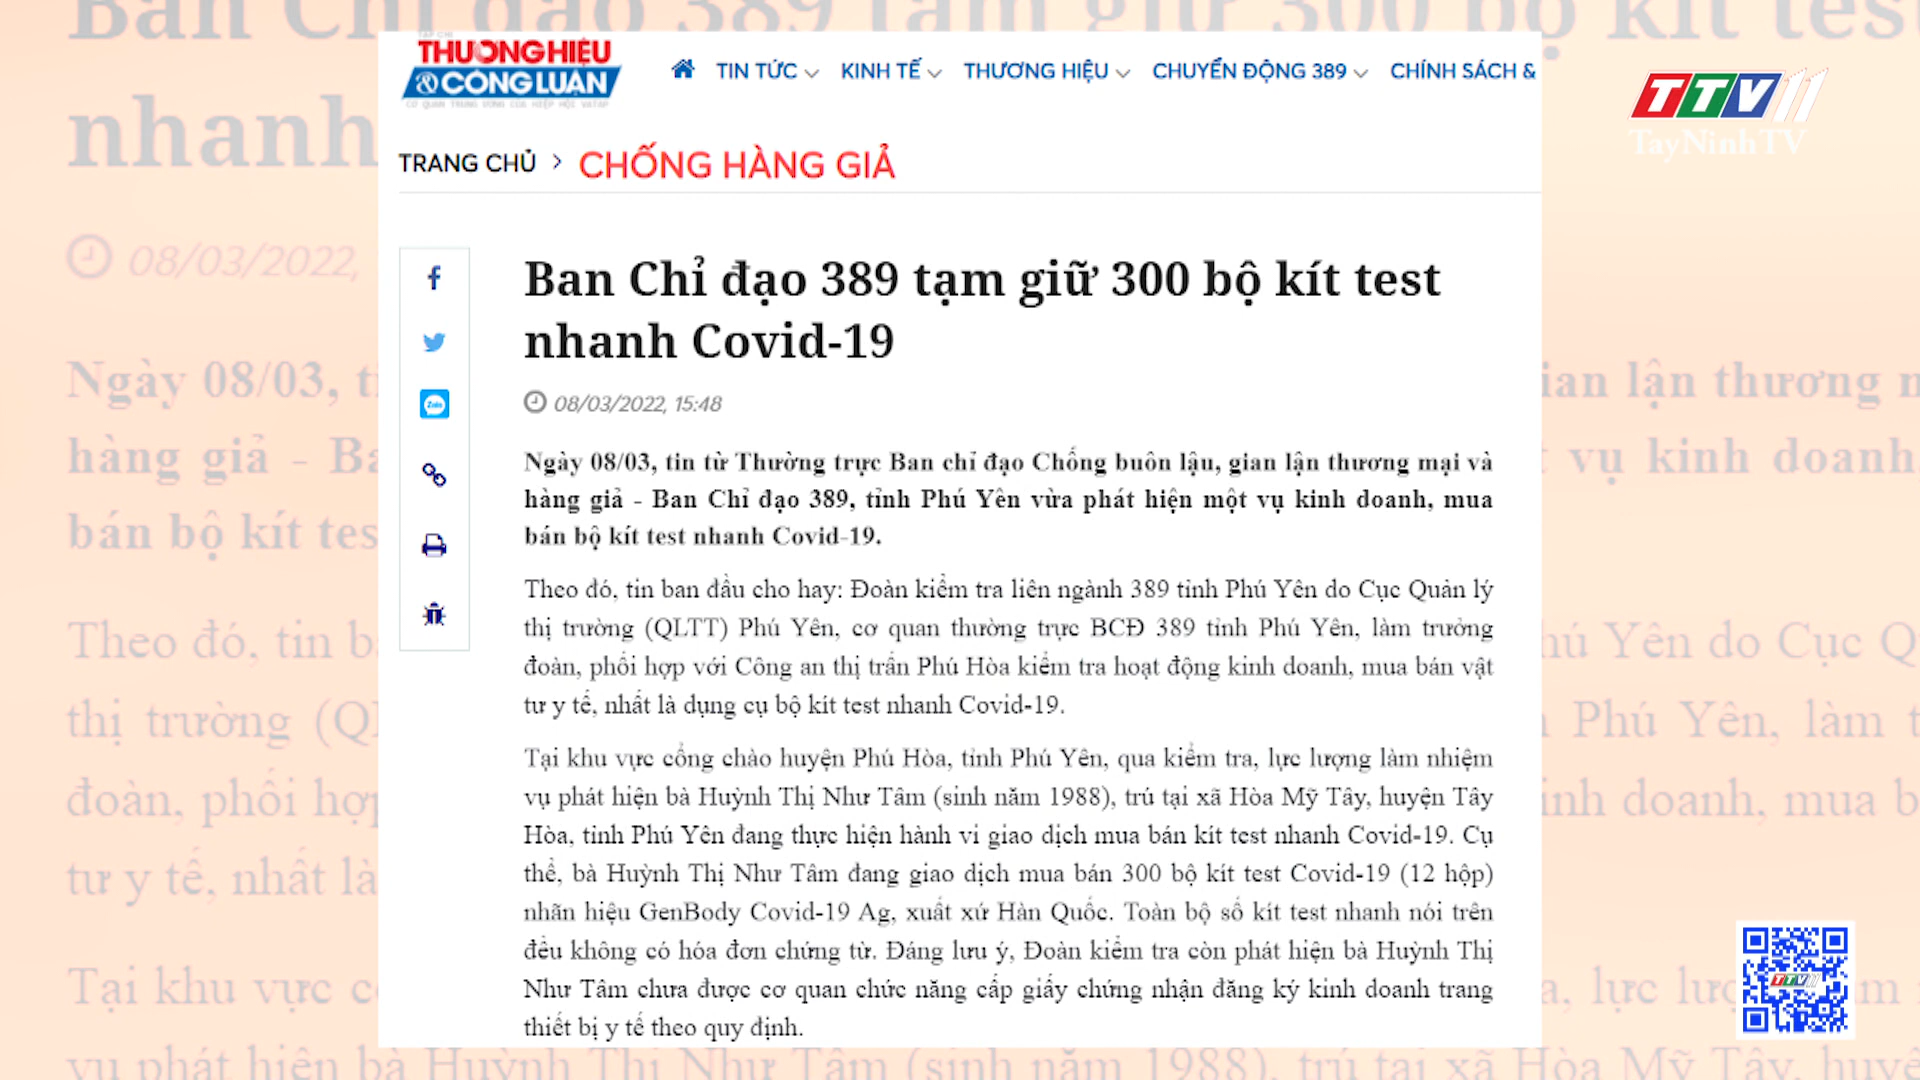 TẠP CHÍ
THƯƠNG HIỆU
& CÔNG LUẬN
CƠ QUAN TRUNG ƯƠNG CỦA HIỆP HỘI VATAP
TIN TỨC KINH TẾ THƯƠNG HIỆU CHUYỂN ĐỘNG 389 CHÍNH SÁCH &
TTV11
TayNinhTV
TRANG CHỦ > CHỐNG HÀNG GIẢ
Ban Chỉ đạo 389 tạm giữ 300 bộ kít test
nhanh Covid-19
08/03/2022, 15:48
Ngày 08/03, tin từ Thường trực Ban chỉ đạo Chống buôn lậu, gian lận thương mại và
hàng giả - Ban Chỉ đạo 389, tỉnh Phú Yên vừa phát hiện một vụ kinh doanh, mua
bán bộ kít test nhanh Covid-19.
Theo đó, tin ban đầu cho hay: Đoàn kiểm tra liên ngành 389 tỉnh Phú Yên do Cục Quản lý
thị trường (QLTT) Phú Yên, cơ quan thường trực BCĐ 389 tỉnh Phú Yên, làm trưởng
đoàn, phối hợp với Công an thị trấn Phú Hòa kiểm tra hoạt động kinh doanh, mua bán vật
tư y tế, nhất là dụng cụ bộ kít test nhanh Covid-19.
Tại khu vực cổng chào huyện Phú Hòa, tỉnh Phú Yên, qua kiểm tra, lực lượng làm nhiệm
vụ phát hiện bà Huỳnh Thị Như Tâm (sinh năm 1988), trú tại xã Hòa Mỹ Tây, huyện Tây
Hòa, tỉnh Phú Yên đang thực hiện hành vi giao dịch mua bán kít test nhanh Covid-19. Cụ
thể, bà Huỳnh Thị Như Tâm đang giao dịch mua bán 300 bộ kít test Covid-19 (12 hộp)
nhãn hiệu GenBody Covid-19 Ag, xuất xứ Hàn Quốc. Toàn bộ số kít test nhanh nói trên
đều không có hóa đơn chứng từ. Đáng lưu ý, Đoàn kiểm tra còn phát hiện bà Huỳnh Thị
Như Tâm chưa được cơ quan chức năng cấp giấy chứng nhận đăng ký kinh doanh trang
thiết bị y tế theo quy định.